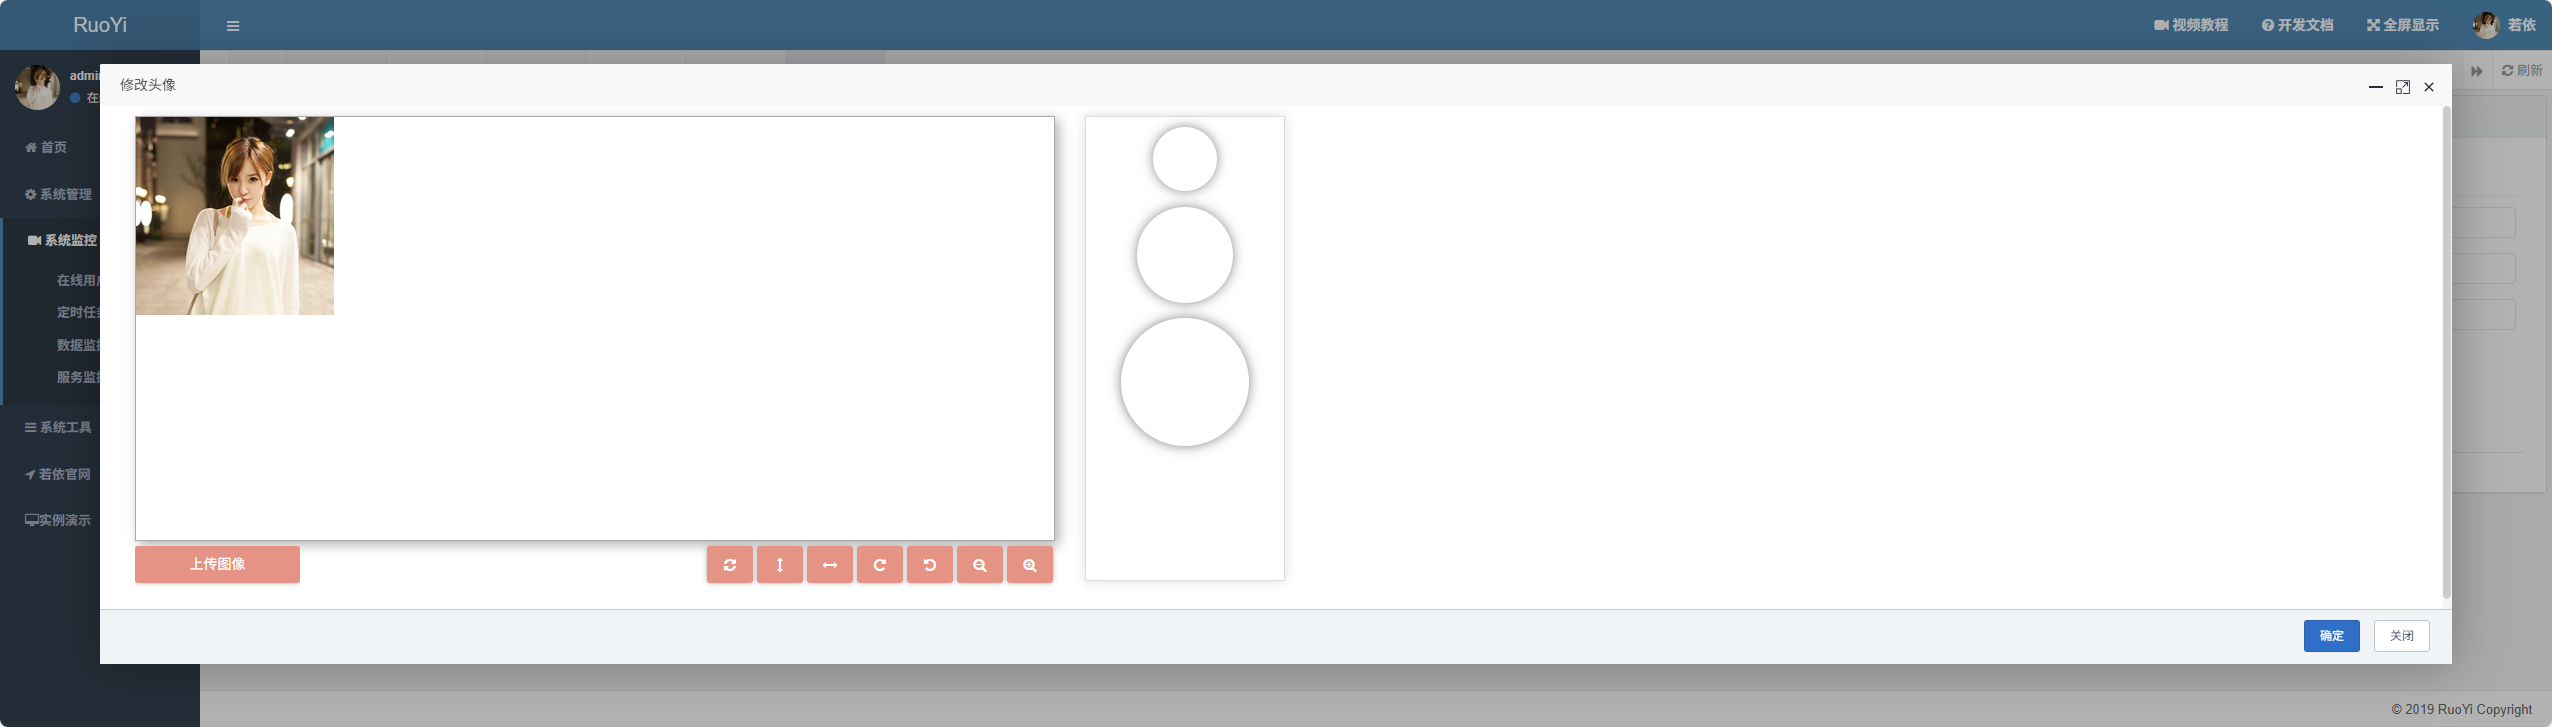 RuoYi
视频教程
开发文档
全屏显示
若依
admin
在
刷新
修改头像
首页
系统管理
系统监控
在线用
定时任
数据监
服务监
系统工具
若依官网
实例演示
上传图像
确定
关闭
© 2019 RuoYi Copyright